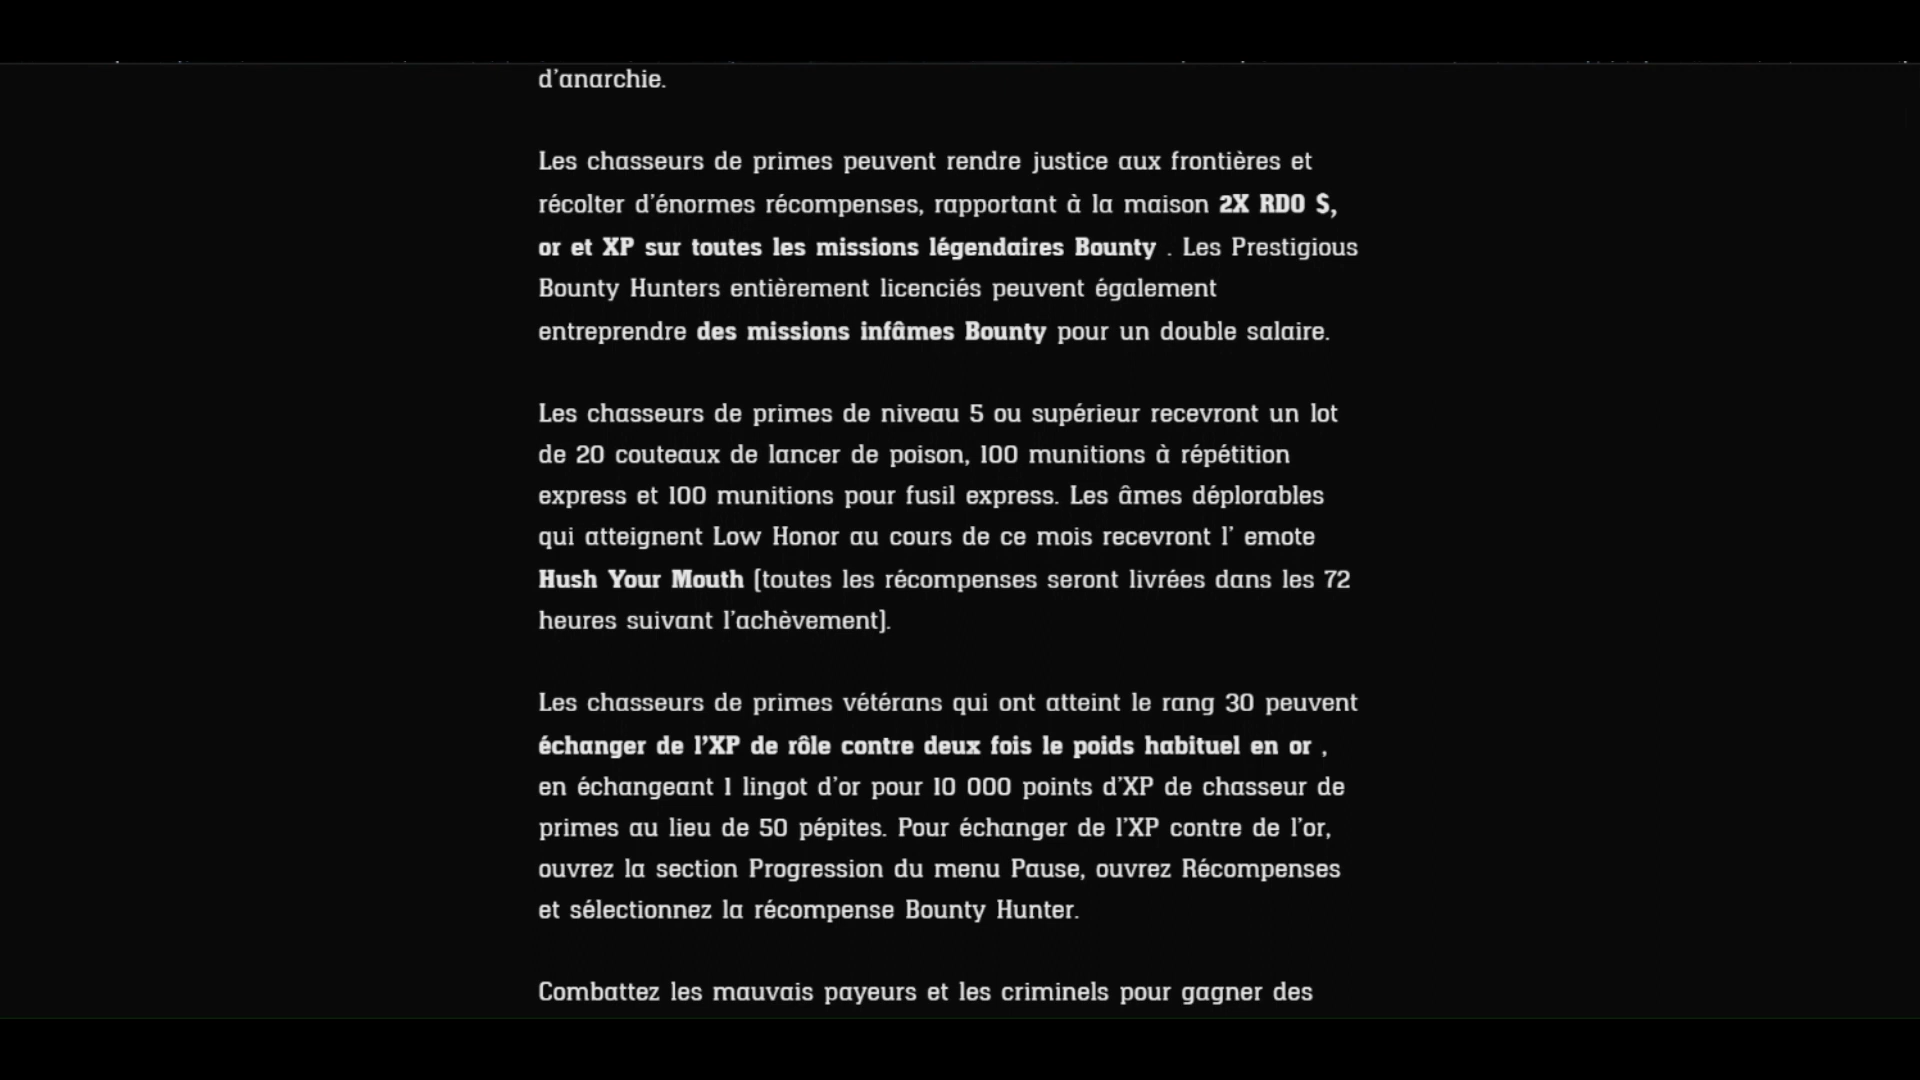 d'anarchie.
Les chasseurs de primes peuvent rendre justice aux frontières et
récolter d'énormes récompenses, rapportant à la maison 2X RDO $,
or et XP sur toutes les missions légendaires Bounty . Les Prestigious
Bounty Hunters entièrement licenciés peuvent également
entreprendre des missions infâmes Bounty pour un double salaire.
Les chasseurs de primes de niveau 5 ou supérieur recevront un lot
de 20 couteaux de lancer de poison, 100 munitions à répétition
express et 100 munitions pour fusil express. Les âmes déplorables
qui atteignent Low Honor au cours de ce mois recevront l' emote
Hush Your Mouth (toutes les récompenses seront livrées dans les 72
heures suivant l'achèvement).
Les chasseurs de primes vétérans qui ont atteint le rang 30 peuvent
échanger de l'XP de rôle contre deux fois le poids habituel en or ,
en échangeant 1 lingot d'or pour 10 000 points d'XP de chasseur de
primes au lieu de 50 pépites. Pour échanger de l'XP contre de l'or,
ouvrez la section Progression du menu Pause, ouvrez Récompenses
et sélectionnez la récompense Bounty Hunter.
Combattez les mauvais payeurs et les criminels pour gagner des